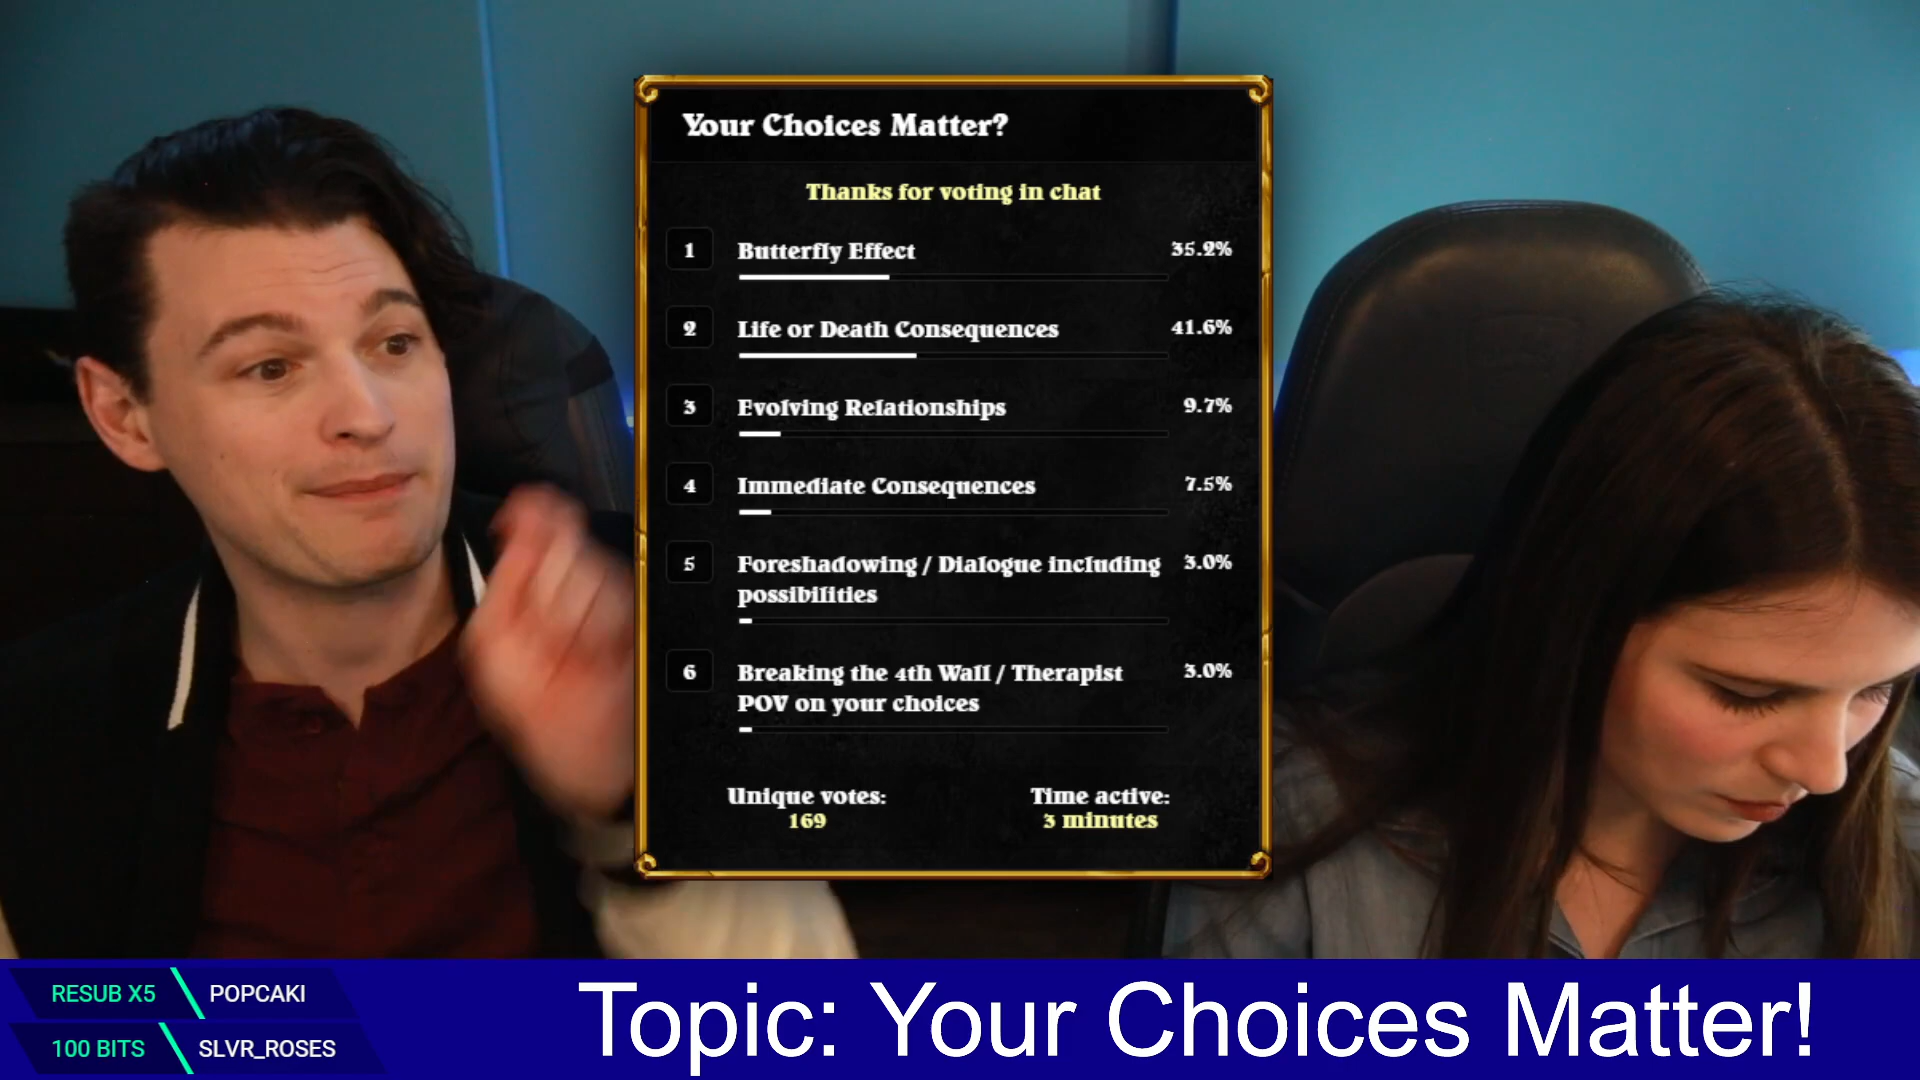 Your Choices Matter?
Thanks for voting in chat
1 Butterfly Effect 35.2%
2 Life or Death Consequences 41.6%
3 Evolving Relationships 9.7%
4 Immediate Consequences 7.5%
5 Foreshadowing / Dialogue including 3.0%
possibilities
6 Breaking the 4th Wall / Therapist 3.0%
POV on your choices
Unique votes: Time active:
169 3 minutes
RESUB X5 POPCAKI
100 BITS SLVR_ROSES
Topic: Your Choices Matter!